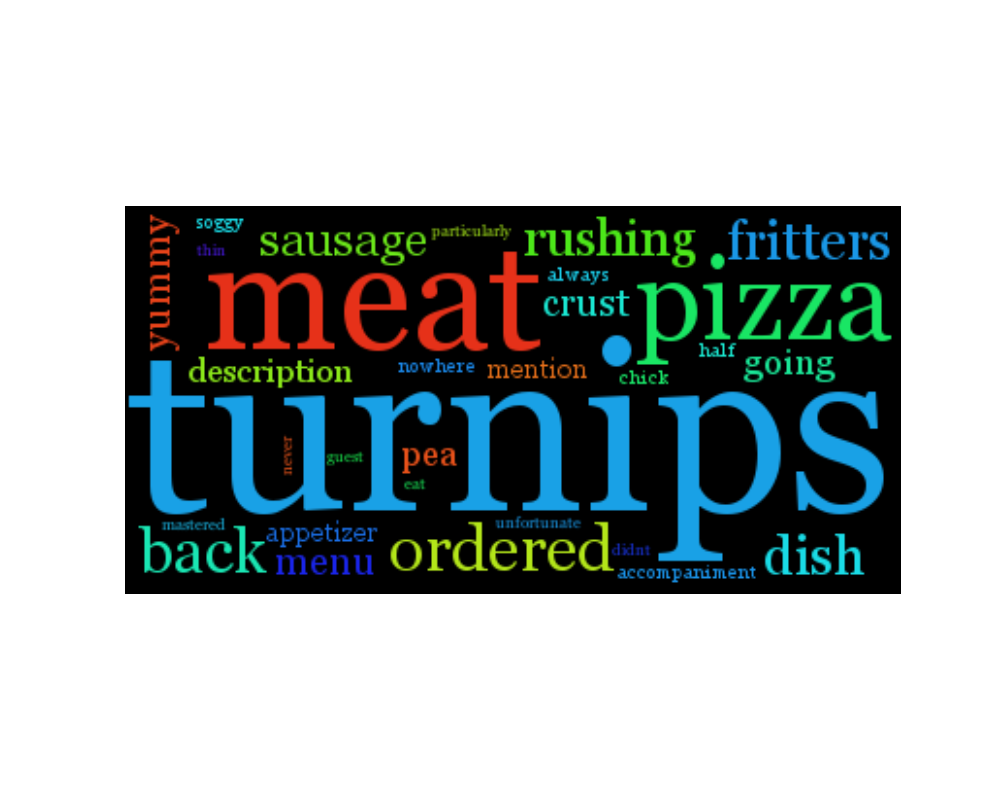 yummy
soggy
thin
sausage
particularly
rushing
fritters
meat
always
crust
pizza
half
going
description
nowhere
mention
chick
turnips
never
guest
pea
eat
mastered
back
appetizer
menu
ordered
unfortunate
didnt
accompaniment
dish